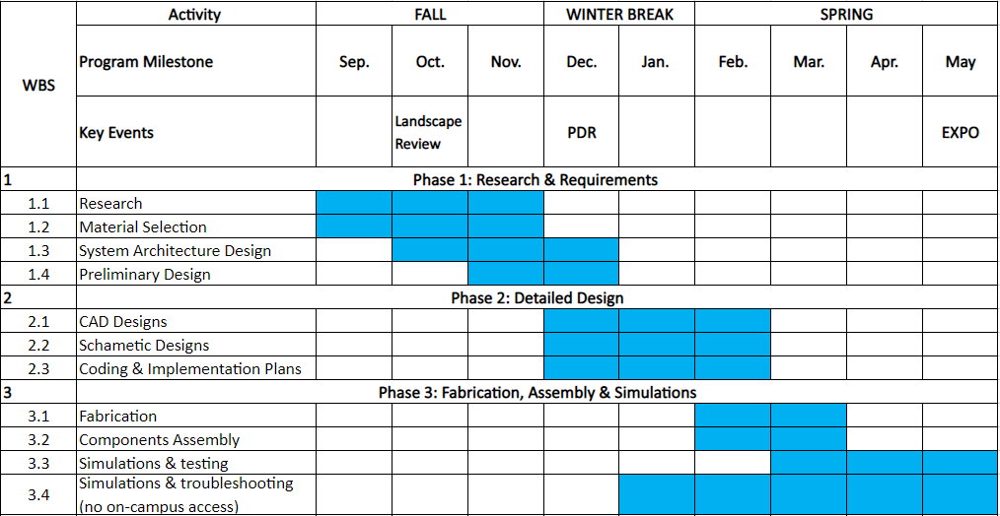 Activity FALL WINTER BREAK SPRING
WBS Program Milestone Sep. Oct. Nov. Dec. Jan. Feb. Mar. Apr. May
Key Events Landscape Review PDR EXPO
1 Phase 1: Research & Requirements
1.1 Research
1.2 Material Selection
1.3 System Architecture Design
1.4 Preliminary Design
2 Phase 2: Detailed Design
2.1 CAD Designs
2.2 Schametic Designs
2.3 Coding & Implementation Plans
3 Phase 3: Fabrication, Assembly & Simulations
3.1 Fabrication
3.2 Components Assembly
3.3 Simulations & testing
3.4 Simulations & troubleshooting
(no on-campus access)